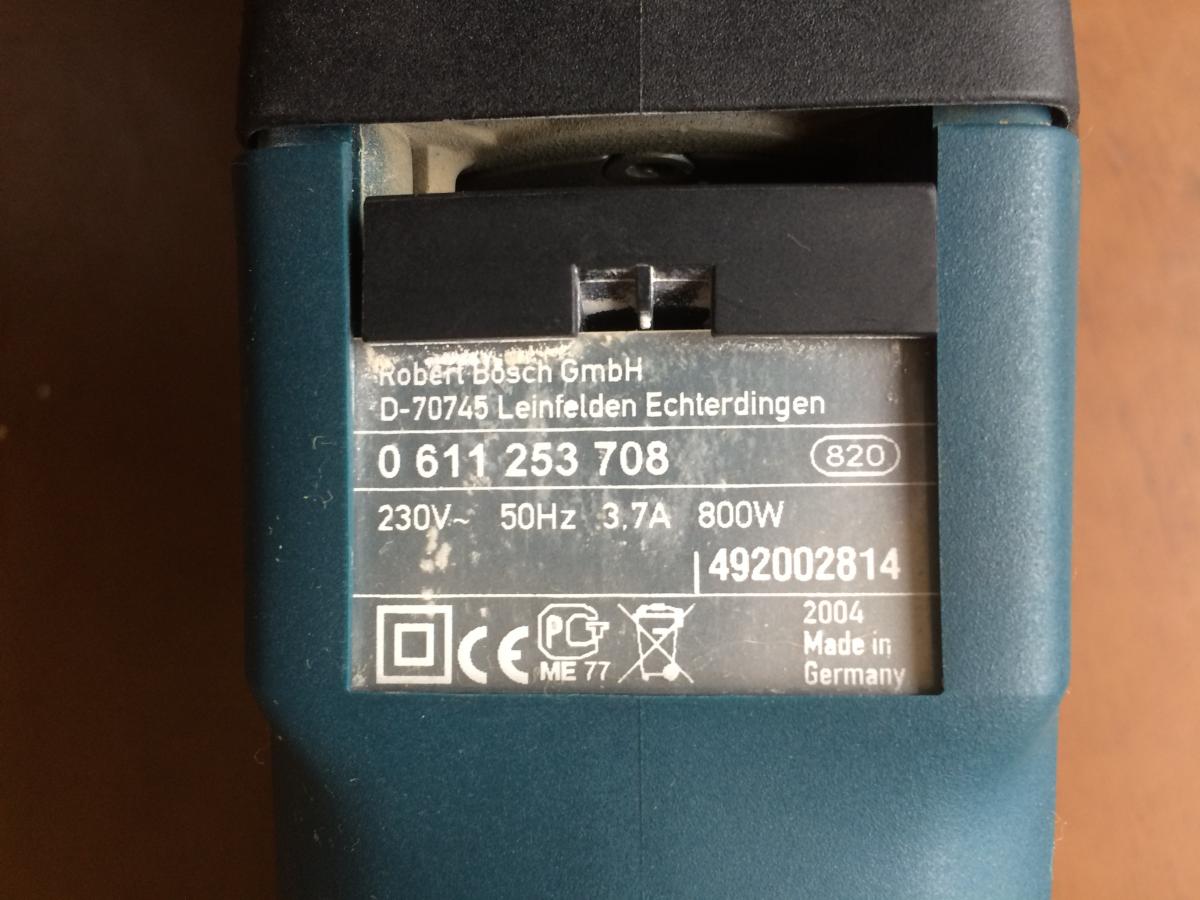 Robert Bosch GmbH
D-70745 Leinfelden Echterdingen
0 611 253 708 820
230V~ 50Hz 3,7A 800W
492002814
CE PCT ME 77
2004
Made in
Germany